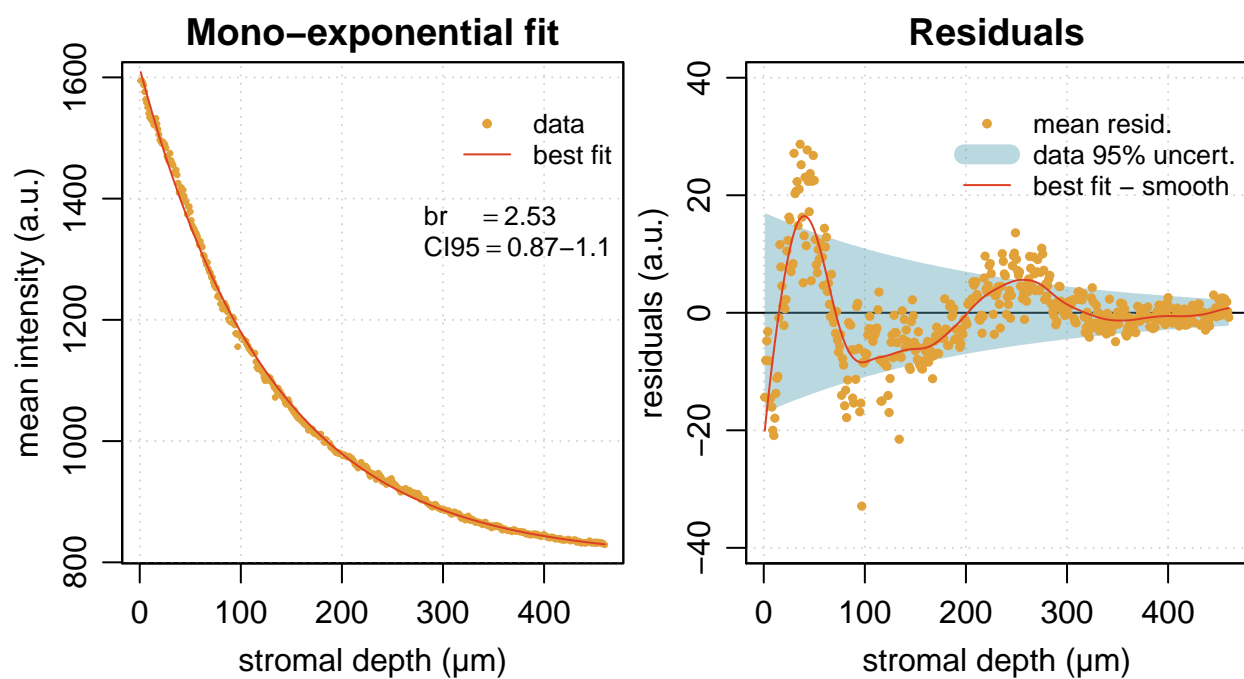 Mono−exponential fit
mean intensity (a.u.)
1600
1400
1200
1000
800
data
best fit
br = 2.53
CI95 = 0.87−1.1
0 100 200 300 400
stromal depth (µm)
Residuals
residuals (a.u.)
40
20
0
−20
−40
mean resid.
data 95% uncert.
best fit − smooth
0 100 200 300 400
stromal depth (µm)